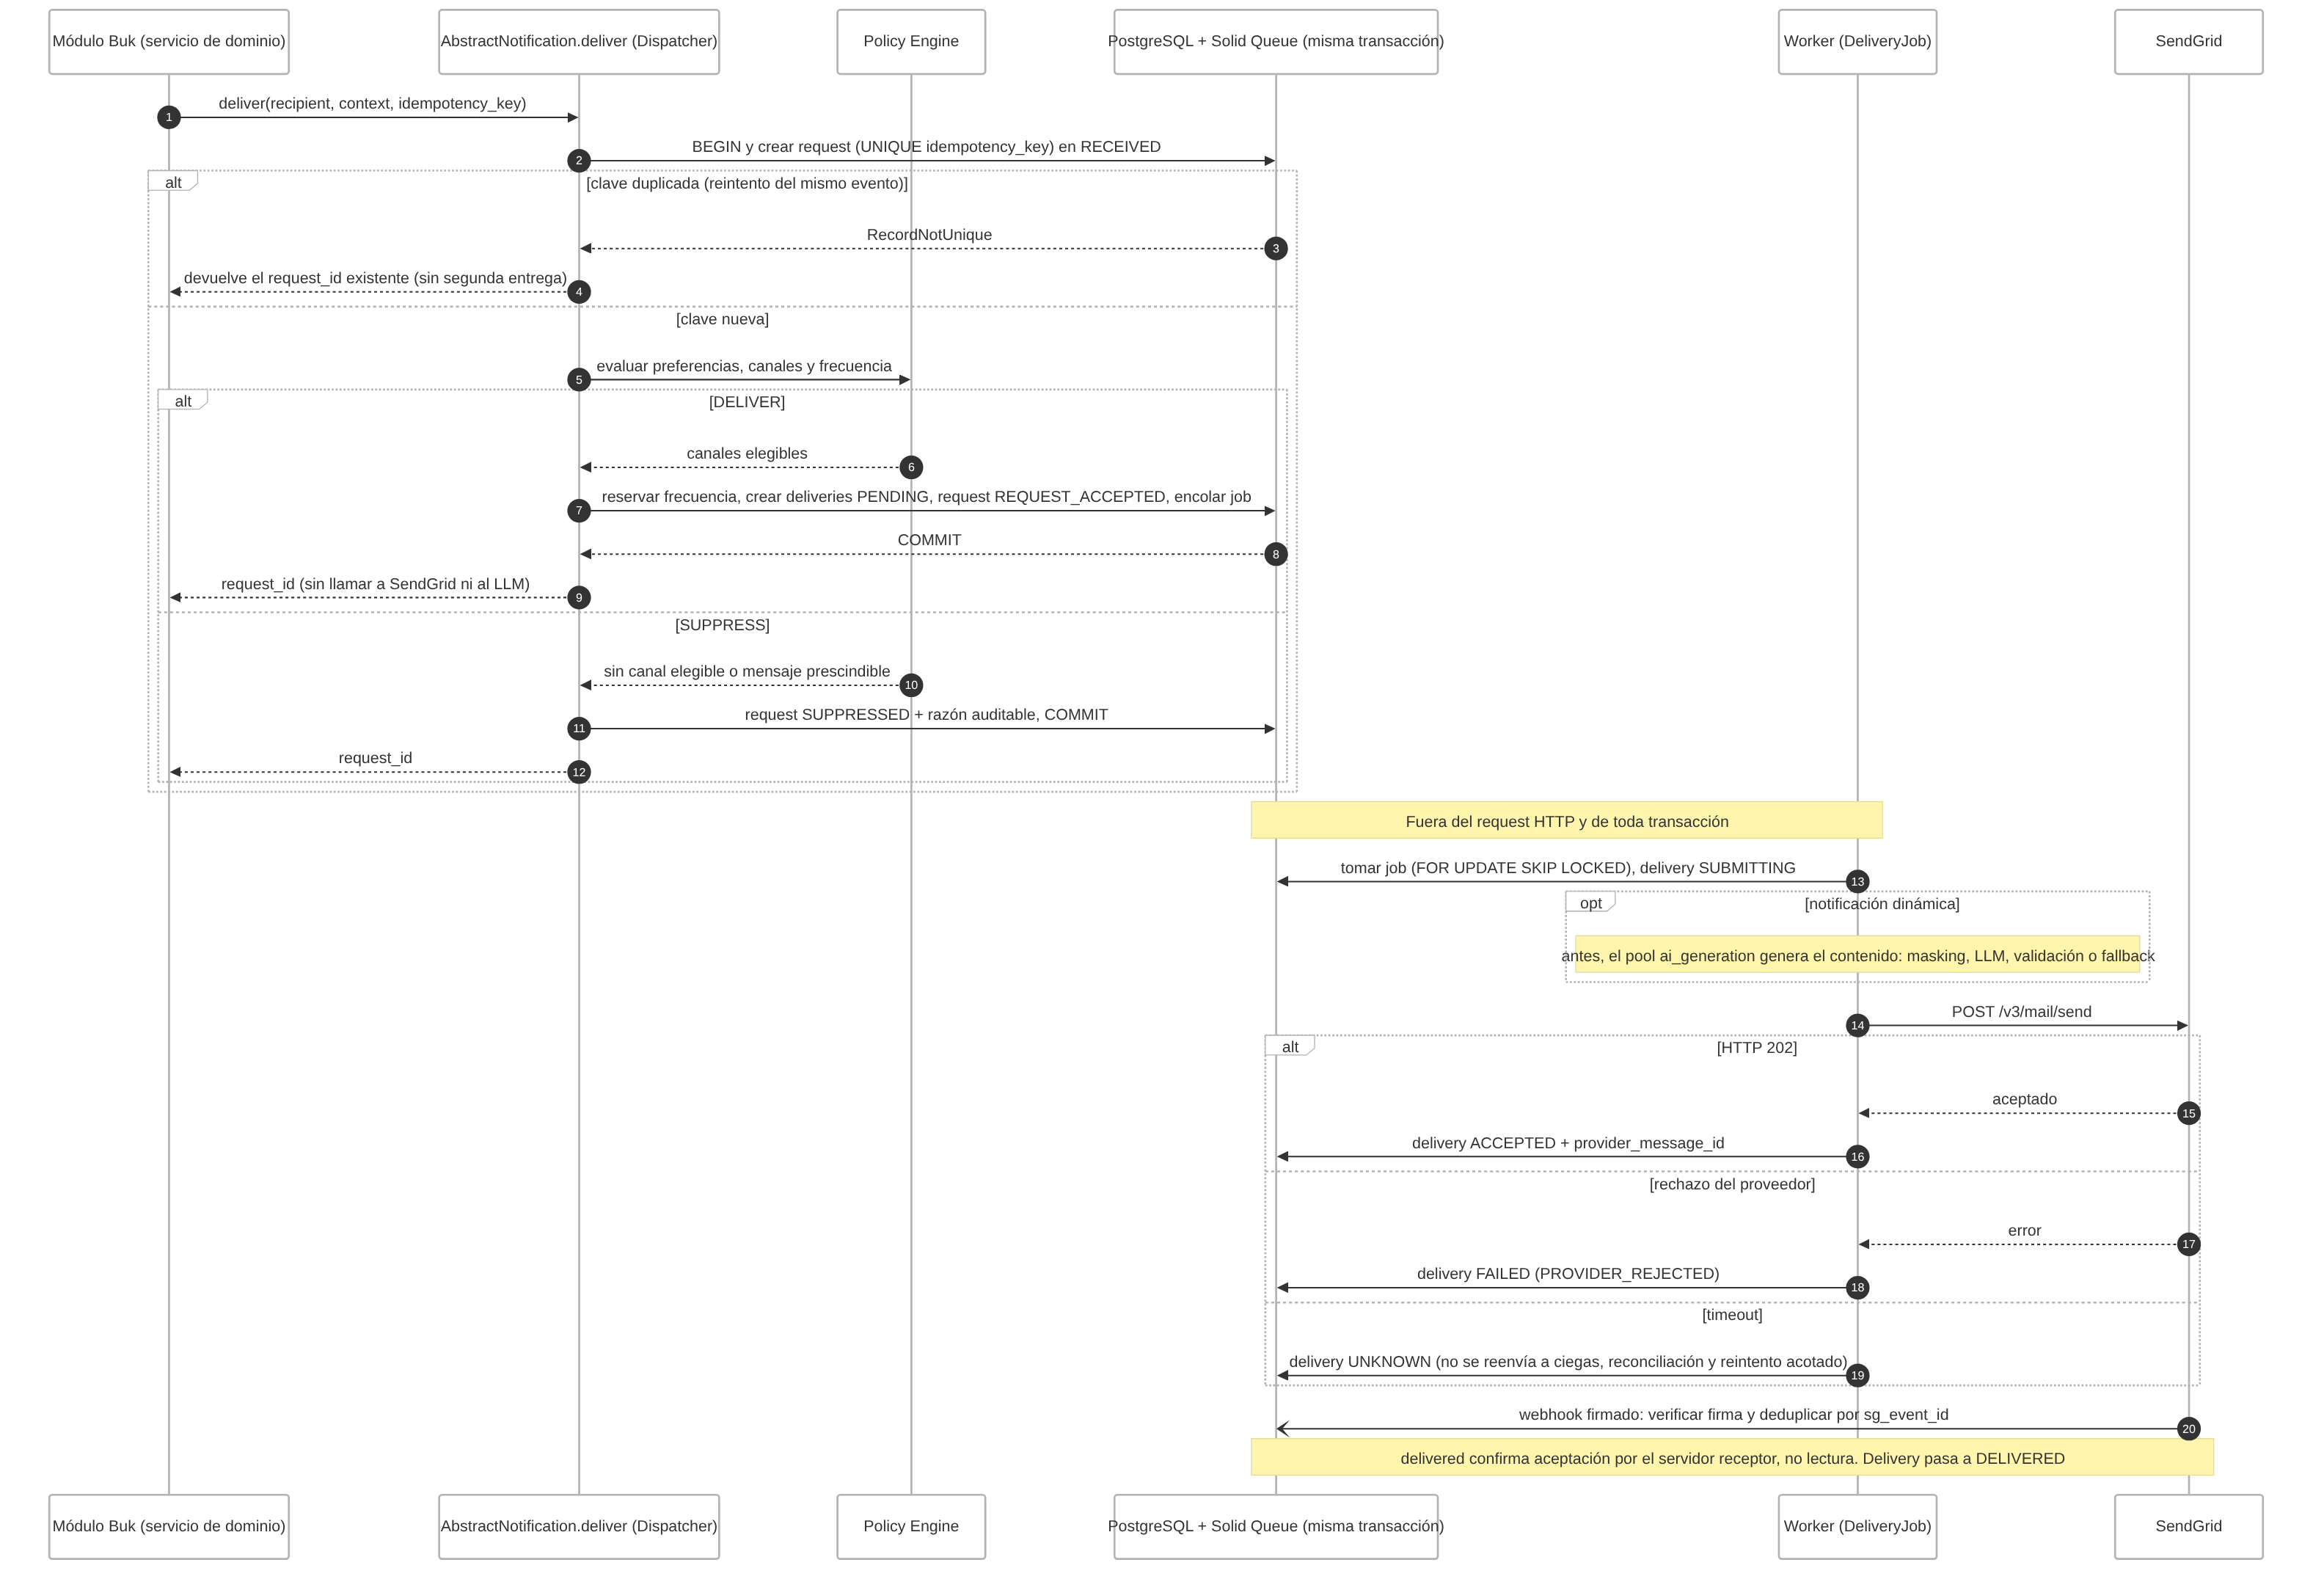 Módulo Buk (servicio de dominio)
AbstractNotification.deliver (Dispatcher)
Policy Engine
PostgreSQL + Solid Queue (misma transacción)
Worker (DeliveryJob)
SendGrid
deliver(recipient, context, idempotency_key)
1
BEGIN y crear request (UNIQUE idempotency_key) en RECEIVED
2
alt
[clave duplicada (reintento del mismo evento)]
RecordNotUnique
3
devuelve el request_id existente (sin segunda entrega)
4
[clave nueva]
evaluar preferencias, canales y frecuencia
5
alt
[DELIVER]
canales elegibles
6
reservar frecuencia, crear deliveries PENDING, request REQUEST_ACCEPTED, encolar job
7
COMMIT
8
request_id (sin llamar a SendGrid ni al LLM)
9
[SUPPRESS]
sin canal elegible o mensaje prescindible
10
request SUPPRESSED + razón auditable, COMMIT
11
request_id
12
Fuera del request HTTP y de toda transacción
tomar job (FOR UPDATE SKIP LOCKED), delivery SUBMITTING
13
opt
[notificación dinámica]
antes, el pool ai_generation genera el contenido: masking, LLM, validación o fallback
POST /v3/mail/send
14
alt
[HTTP 202]
aceptado
15
delivery ACCEPTED + provider_message_id
16
[rechazo del proveedor]
error
17
delivery FAILED (PROVIDER_REJECTED)
18
[timeout]
delivery UNKNOWN (no se reenvía a ciegas, reconciliación y reintento acotado)
19
webhook firmado: verificar firma y deduplicar por sg_event_id
20
delivered confirma aceptación por el servidor receptor, no lectura. Delivery pasa a DELIVERED
Módulo Buk (servicio de dominio)
AbstractNotification.deliver (Dispatcher)
Policy Engine
PostgreSQL + Solid Queue (misma transacción)
Worker (DeliveryJob)
SendGrid